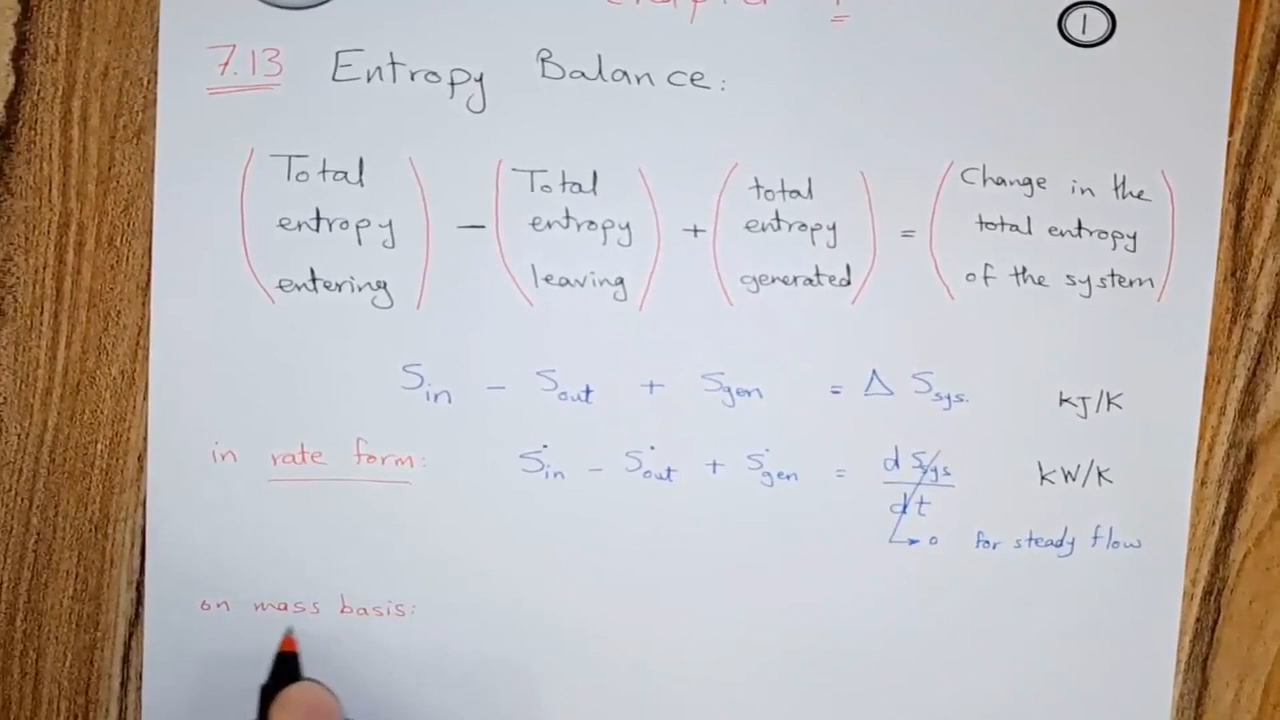 1
7.13 Entropy Balance:
(Total entropy entering) - (Total entropy leaving) + (total entropy generated) = (Change in the total entropy of the system)
S_in - S_out + S_gen = Δ S_sys. kJ/K
in rate form: Ṡ_in - Ṡ_out + Ṡ_gen = d S_sys / dt kW/K
↳ 0 for steady flow
on mass basis: